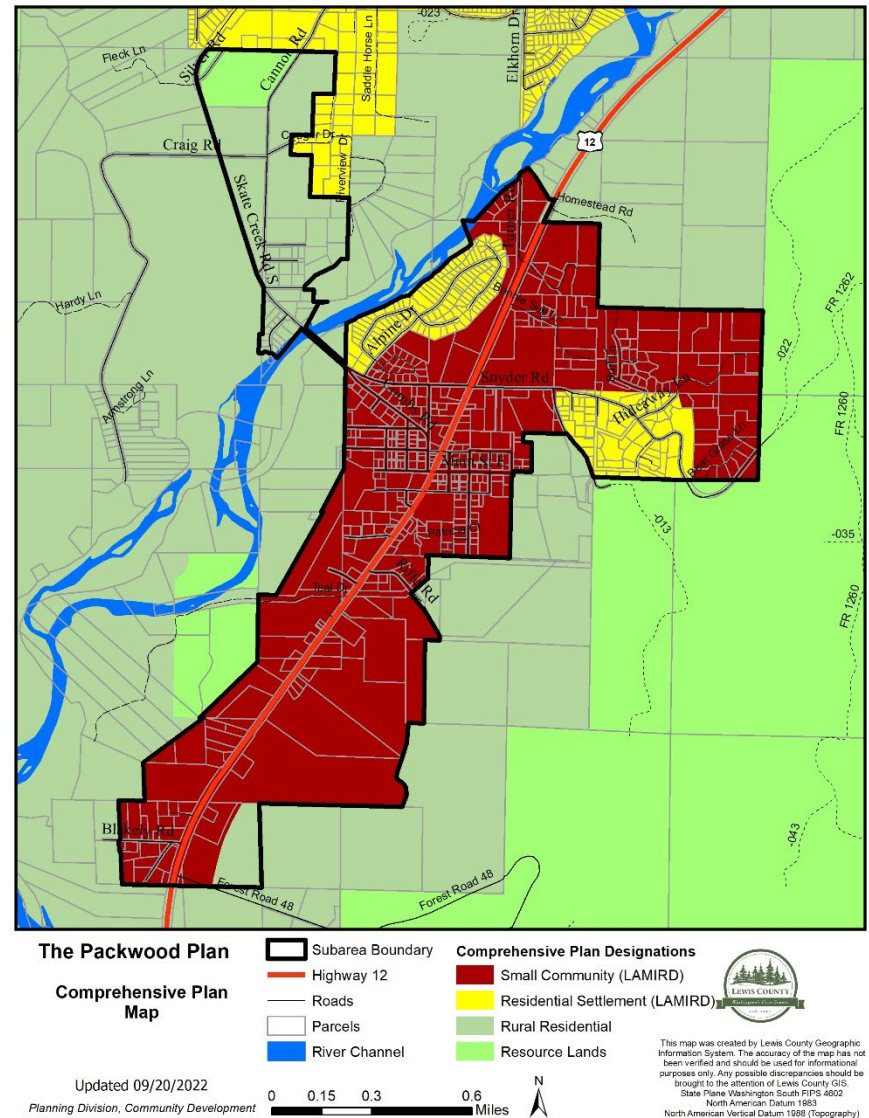 -023
Fleck Ln
Silver Rd
Cannon Rd
Saddle Horse Ln
Elkhorn Dr
12
Craig Rd
Riverview Dr
Skate Creek Rd S
Homestead Rd
Hardy Ln
Alpine Dr
FR 1262
-022
Snyder Rd
Armstrong Ln
Hideaway Ln
FR 1260
-013
-035
Teal Dr
FR 1260
-043
Blakely Rd
Forest Road 48
Forest Road 48
The Packwood Plan
Comprehensive Plan
Map
Updated 09/20/2022
Planning Division, Community Development
Subarea Boundary
Highway 12
Roads
Parcels
River Channel
Comprehensive Plan Designations
Small Community (LAMIRD)
Residential Settlement (LAMIRD)
Rural Residential
Resource Lands
0 0.15 0.3 0.6
Miles
N
LEWIS COUNTY
This map was created by Lewis County Geographic
Information System. The accuracy of the map has not
been verified and should be used for informational
purposes only. Any possible discrepancies should be
brought to the attention of Lewis County GIS.
State Plane Washington South FIPS 4602
North American Datum 1983
North American Vertical Datum 1988 (Topography)